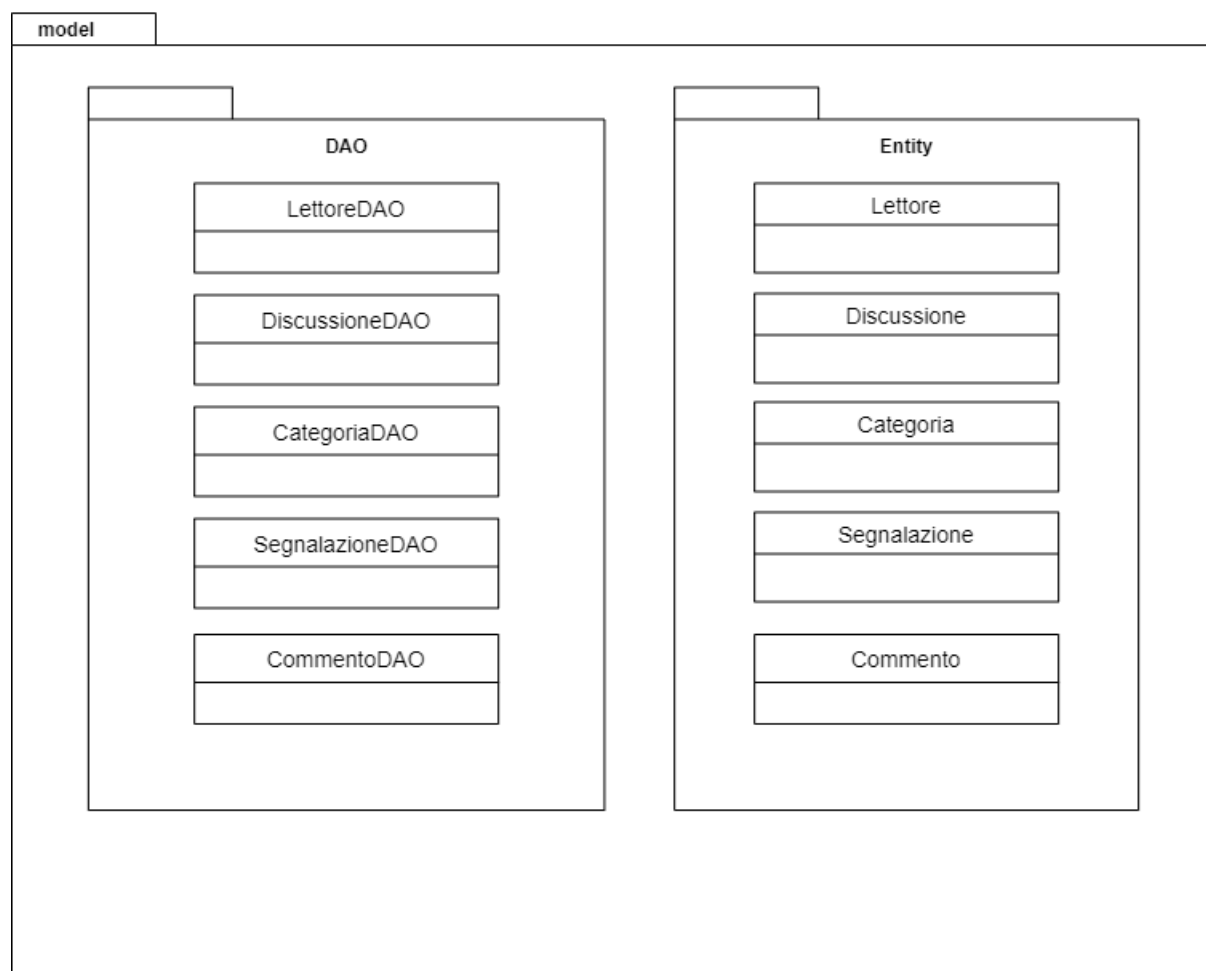 model
DAO
LettoreDAO
DiscussioneDAO
CategoriaDAO
SegnalazioneDAO
CommentoDAO
Entity
Lettore
Discussione
Categoria
Segnalazione
Commento